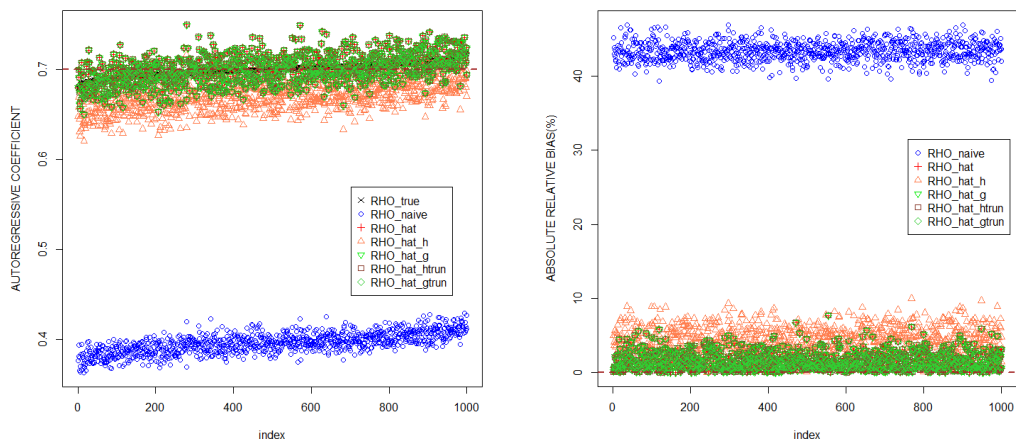 AUTOREGRESSIVE COEFFICIENT
0.7
0.6
0.5
0.4
RHO_true
RHO_naive
RHO_hat
RHO_hat_h
RHO_hat_g
RHO_hat_htrun
RHO_hat_gtrun
0 200 400 600 800 1000
index
ABSOLUTE RELATIVE BIAS(%)
40
30
20
10
0
RHO_naive
RHO_hat
RHO_hat_h
RHO_hat_g
RHO_hat_htrun
RHO_hat_gtrun
0 200 400 600 800 1000
index